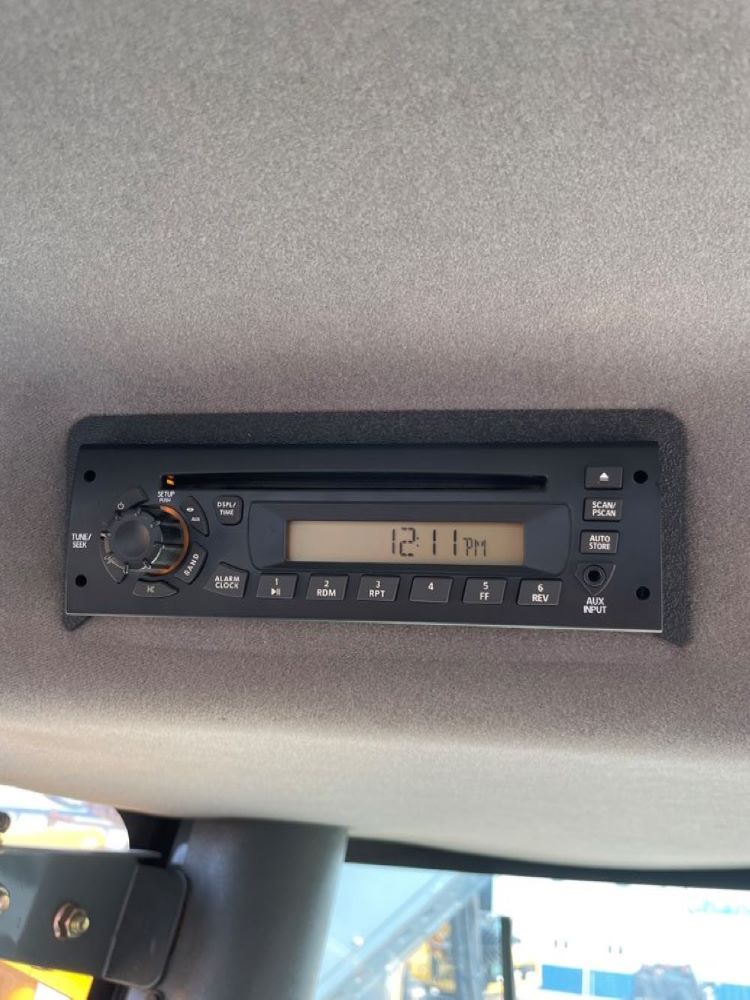 SETUP
PUSH
DSPL/
TIME
AUX
TUNE/
SEEK
BAND
ALARM
CLOCK
12:11PM
1
2
RDM
3
RPT
4
5
FF
6
REV
SCAN/
PSCAN
AUTO
STORE
AUX
INPUT